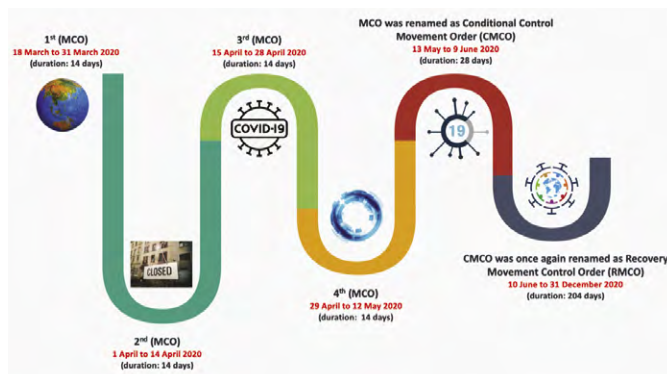 1st (MCO)
18 March to 31 March 2020
(duration: 14 days)
3rd (MCO)
15 April to 28 April 2020
(duration: 14 days)
MCO was renamed as Conditional Control
Movement Order (CMCO)
13 May to 9 June 2020
(duration: 28 days)
COVID-19
19
CLOSED
2nd (MCO)
1 April to 14 April 2020
(duration: 14 days)
4th (MCO)
29 April to 12 May 2020
(duration: 14 days)
CMCO was once again renamed as Recovery
Movement Control Order (RMCO)
10 June to 31 December 2020
(duration: 204 days)